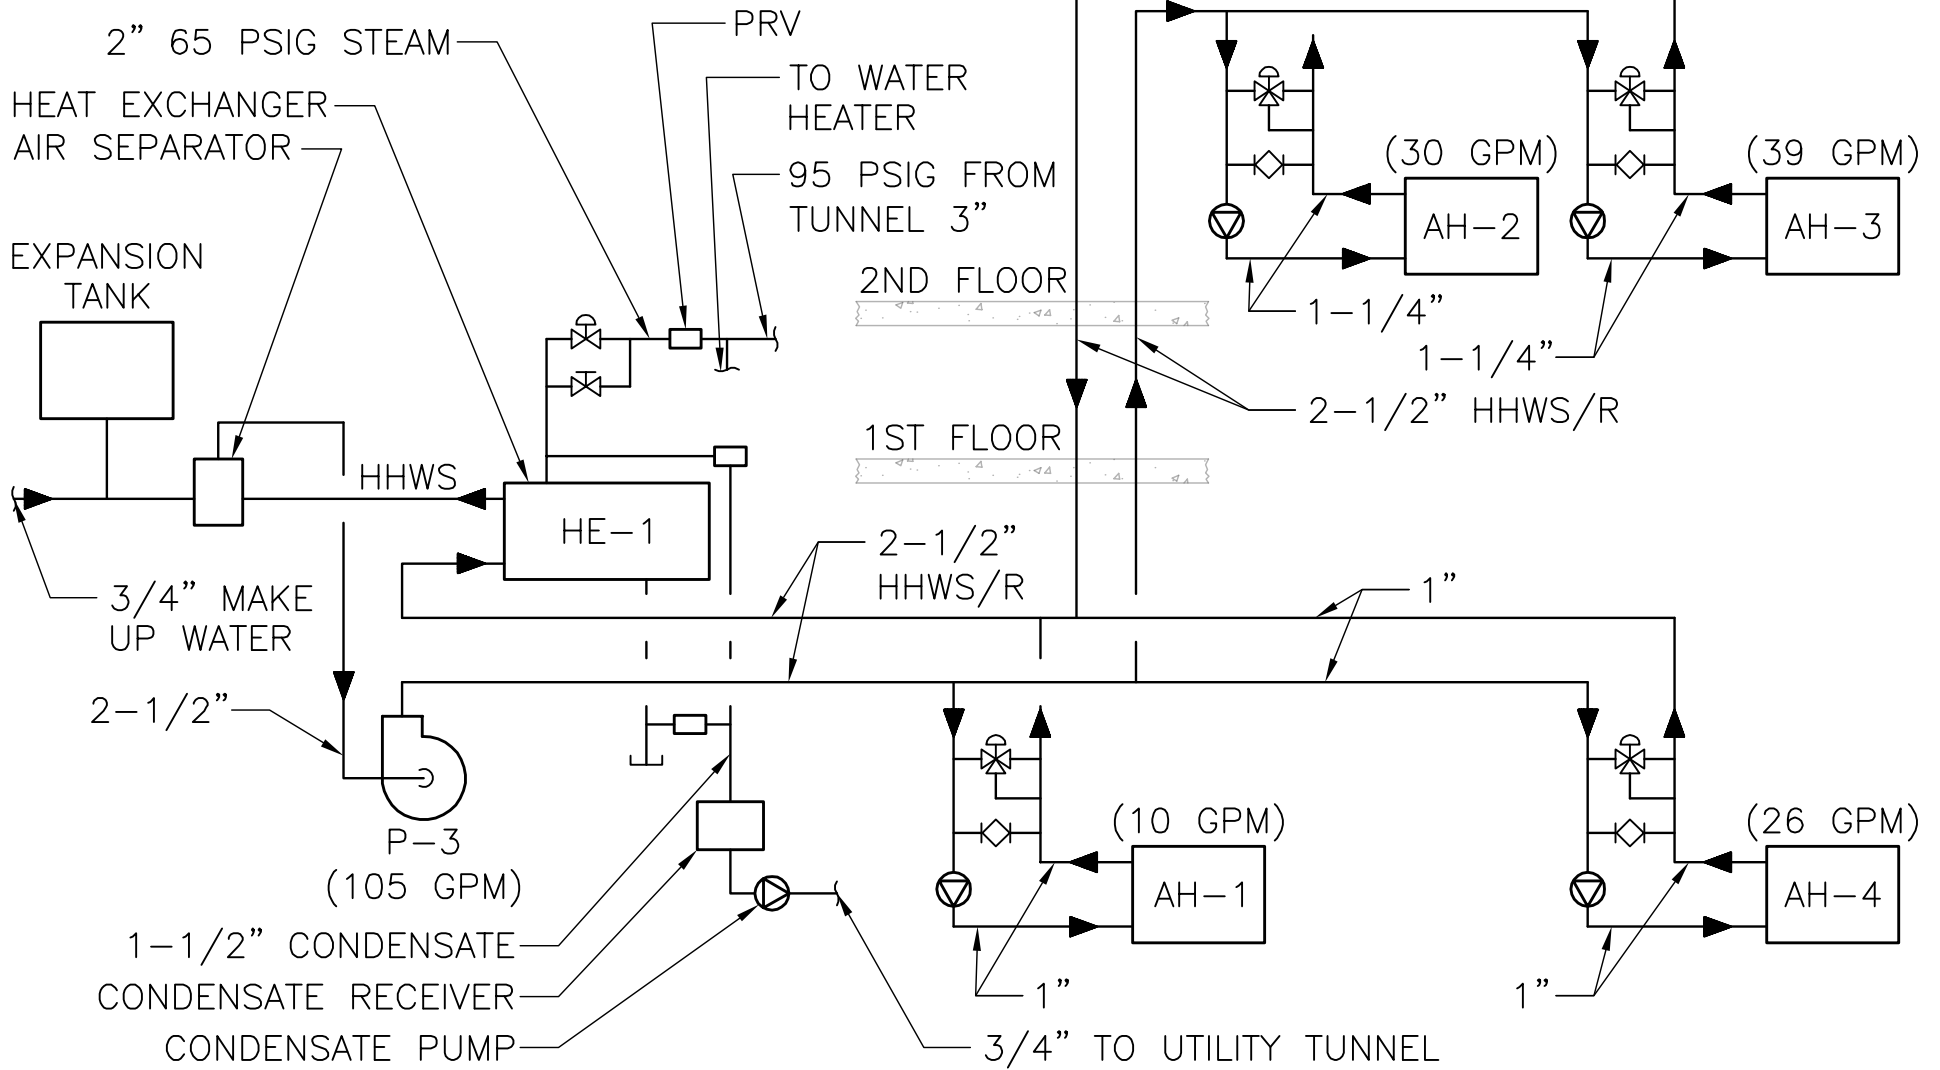 PRV
2” 65 PSIG STEAM
TO WATER
HEATER
HEAT EXCHANGER
AIR SEPARATOR
95 PSIG FROM
TUNNEL 3”
(30 GPM)
(39 GPM)
AH-2
AH-3
EXPANSION
TANK
2ND FLOOR
1-1/4”
1-1/4”
2-1/2” HHWS/R
1ST FLOOR
HHWS
HE-1
2-1/2”
HHWS/R
1”
3/4” MAKE
UP WATER
2-1/2”
P-3
(105 GPM)
(10 GPM)
(26 GPM)
AH-1
AH-4
1-1/2” CONDENSATE
CONDENSATE RECEIVER
1”
1”
CONDENSATE PUMP
3/4” TO UTILITY TUNNEL